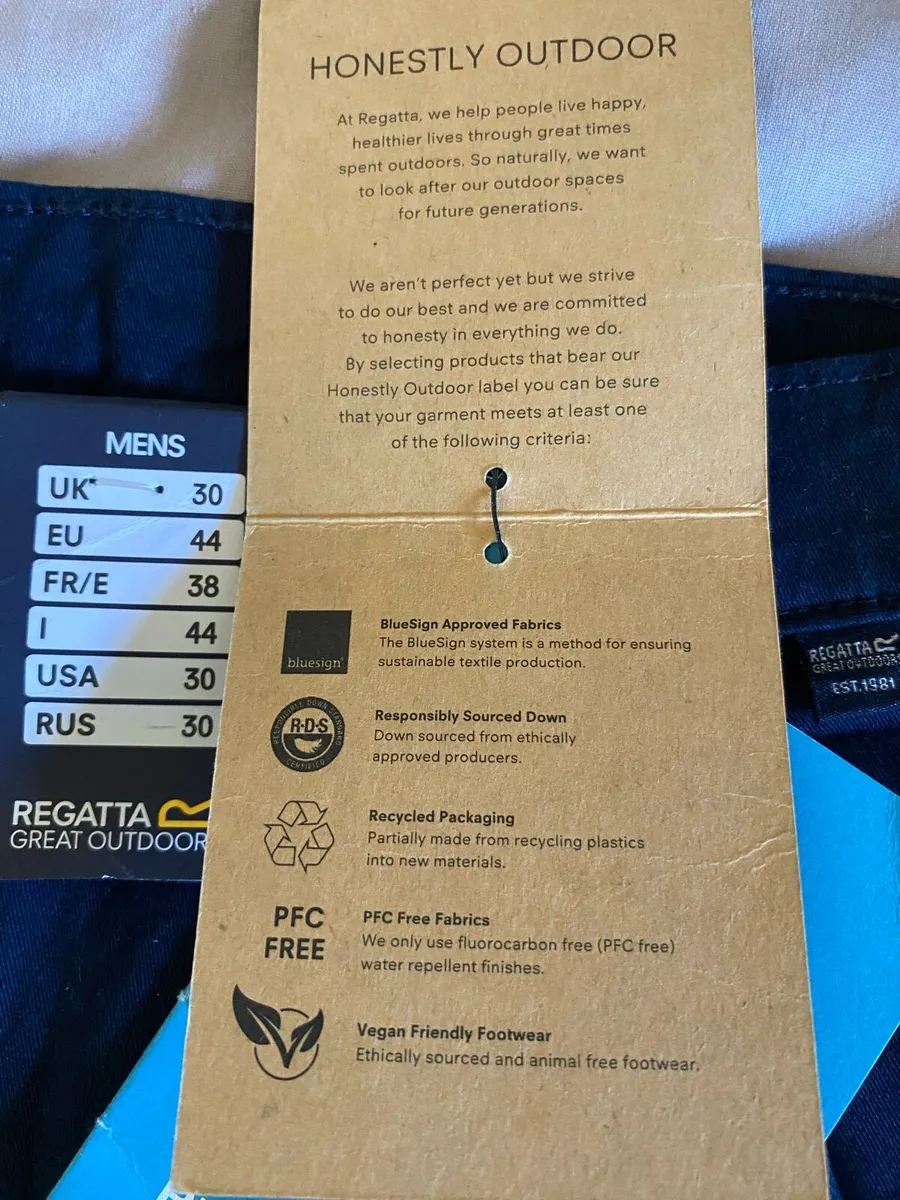 HONESTLY OUTDOOR
At Regatta, we help people live happy,
healthier lives through great times
spent outdoors. So naturally, we want
to look after our outdoor spaces
for future generations.
We aren't perfect yet but we strive
to do our best and we are committed
to honesty in everything we do.
By selecting products that bear our
Honestly Outdoor label you can be sure
that your garment meets at least one
of the following criteria:
bluesign
BlueSign Approved Fabrics
The BlueSign system is a method for ensuring
sustainable textile production.
RESPONSIBLE DOWN STANDARD
R·D·S
CERTIFIED
Responsibly Sourced Down
Down sourced from ethically
approved producers.
Recycled Packaging
Partially made from recycling plastics
into new materials.
PFC
FREE
PFC Free Fabrics
We only use fluorocarbon free (PFC free)
water repellent finishes.
Vegan Friendly Footwear
Ethically sourced and animal free footwear.
MENS
UK 30
EU 44
FR/E 38
I 44
USA 30
RUS 30
REGATTA
GREAT OUTDOOR
REGATTA
GREAT OUTDOORS
EST.1981